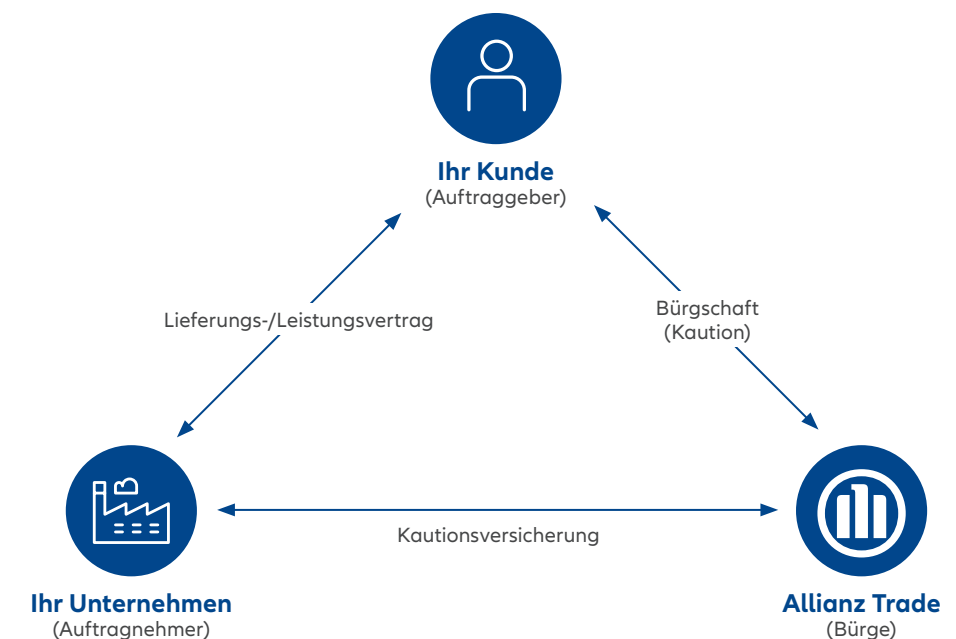 Ihr Kunde
(Auftraggeber)
Lieferungs-/Leistungsvertrag
Bürgschaft
(Kaution)
Kautionsversicherung
Ihr Unternehmen
(Auftragnehmer)
Allianz Trade
(Bürge)